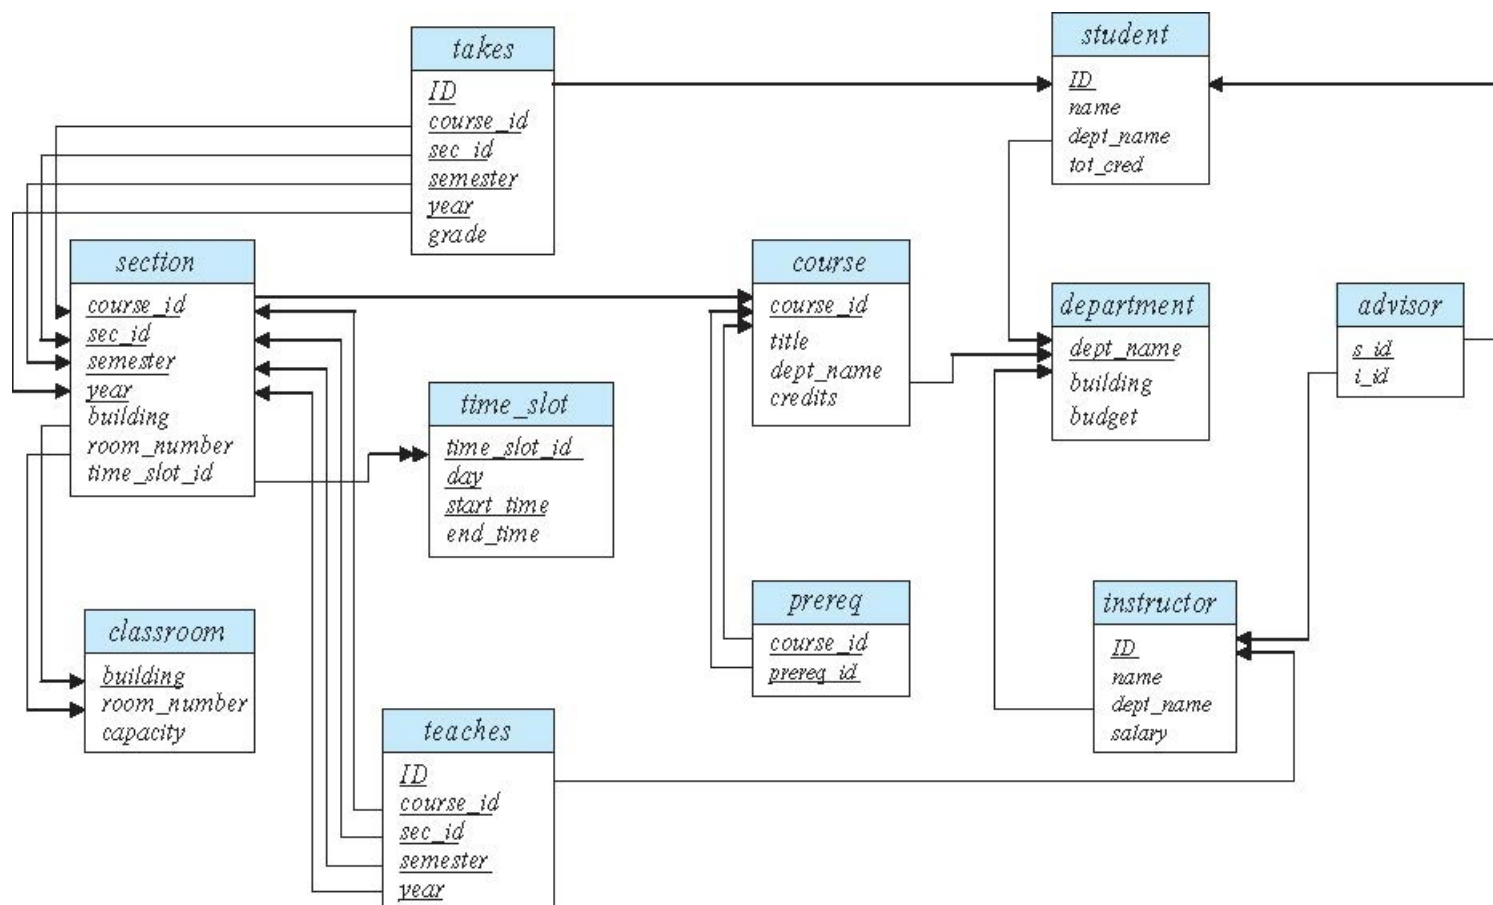 takes
ID
course_id
sec_id
semester
year
grade
student
ID
name
dept_name
tot_cred
section
course_id
sec_id
semester
year
building
room_number
time_slot_id
course
course_id
title
dept_name
credits
department
dept_name
building
budget
advisor
s_id
i_id
time_slot
time_slot_id
day
start_time
end_time
prereq
course_id
prereq_id
instructor
ID
name
dept_name
salary
classroom
building
room_number
capacity
teaches
ID
course_id
sec_id
semester
year